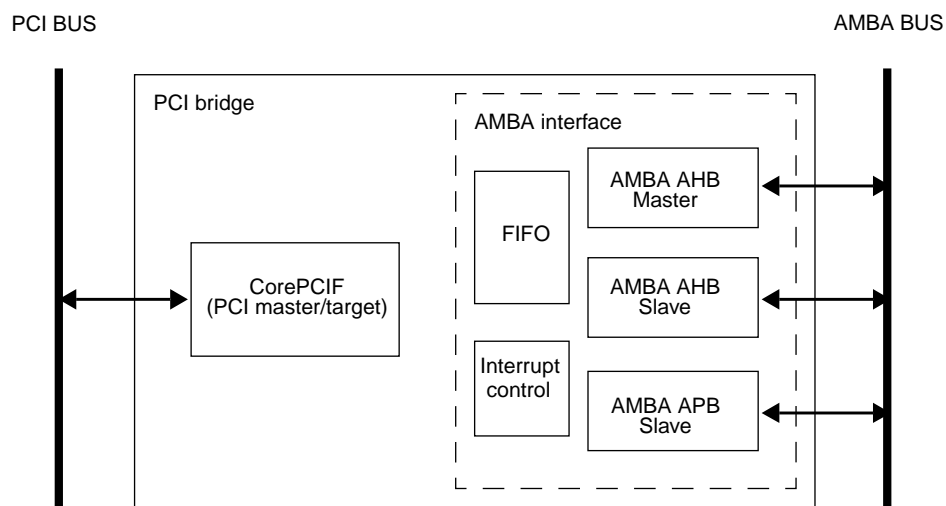 PCI BUS
AMBA BUS
PCI bridge
AMBA interface
FIFO
AMBA AHB
Master
CorePCIF
(PCI master/target)
AMBA AHB
Slave
Interrupt
control
AMBA APB
Slave